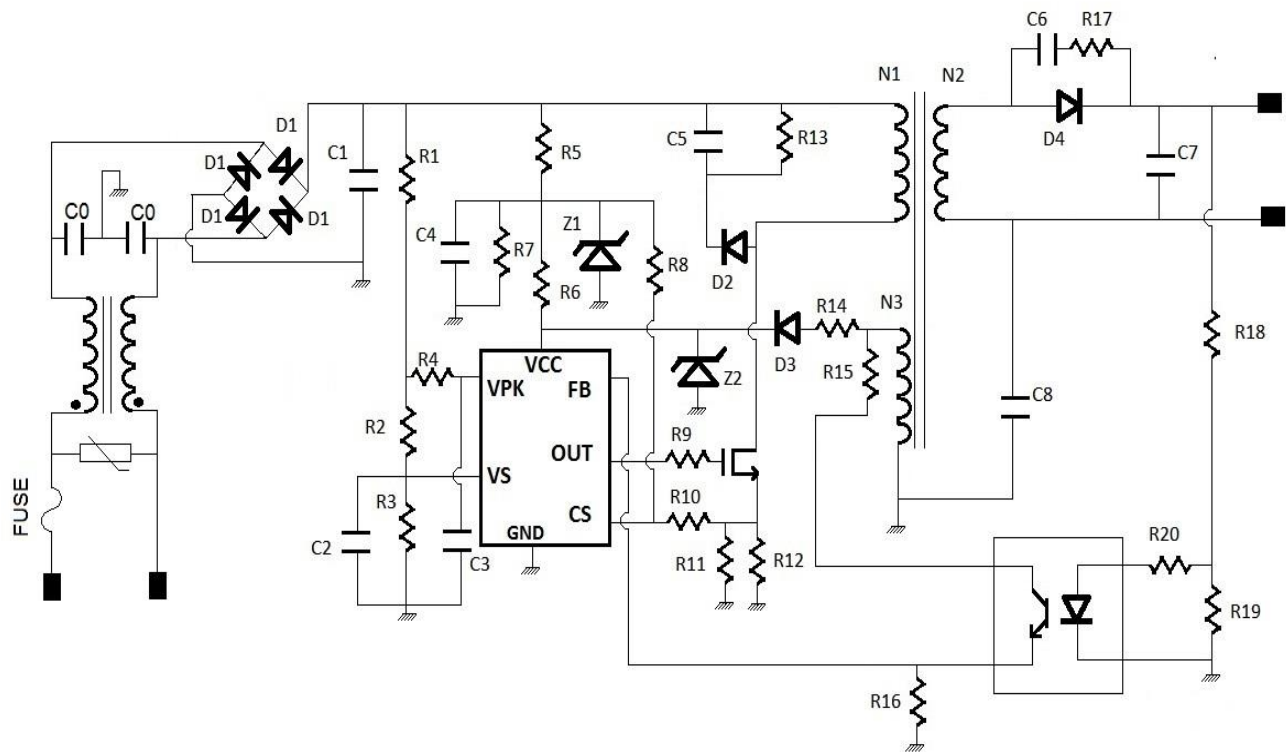 C6
R17
N1
N2
D1
D4
D1
C1
R1
R5
C5
R13
C7
C0
C0
D1
D1
C4
R7
Z1
R8
D2
R6
N3
R14
R18
R4
VCC
D3
R15
VPK
FB
Z2
C8
R2
R9
OUT
VS
FUSE
R3
R10
CS
GND
R20
C2
C3
R11
R12
R19
R16